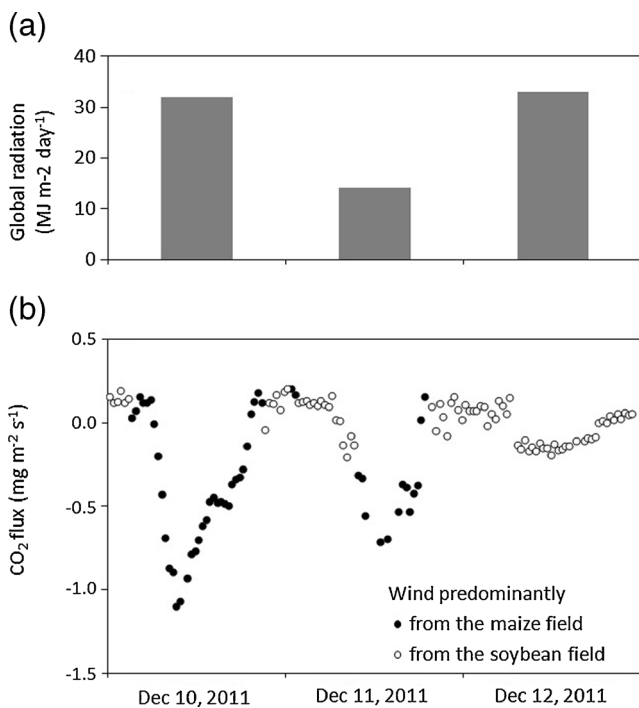 (a)
Global radiation
(MJ m-2 day-1)
40
30
20
10
0
(b)
CO2 flux (mg m-2 s-1)
0.5
0.0
-0.5
-1.0
-1.5
Wind predominantly
from the maize field
from the soybean field
Dec 10, 2011
Dec 11, 2011
Dec 12, 2011